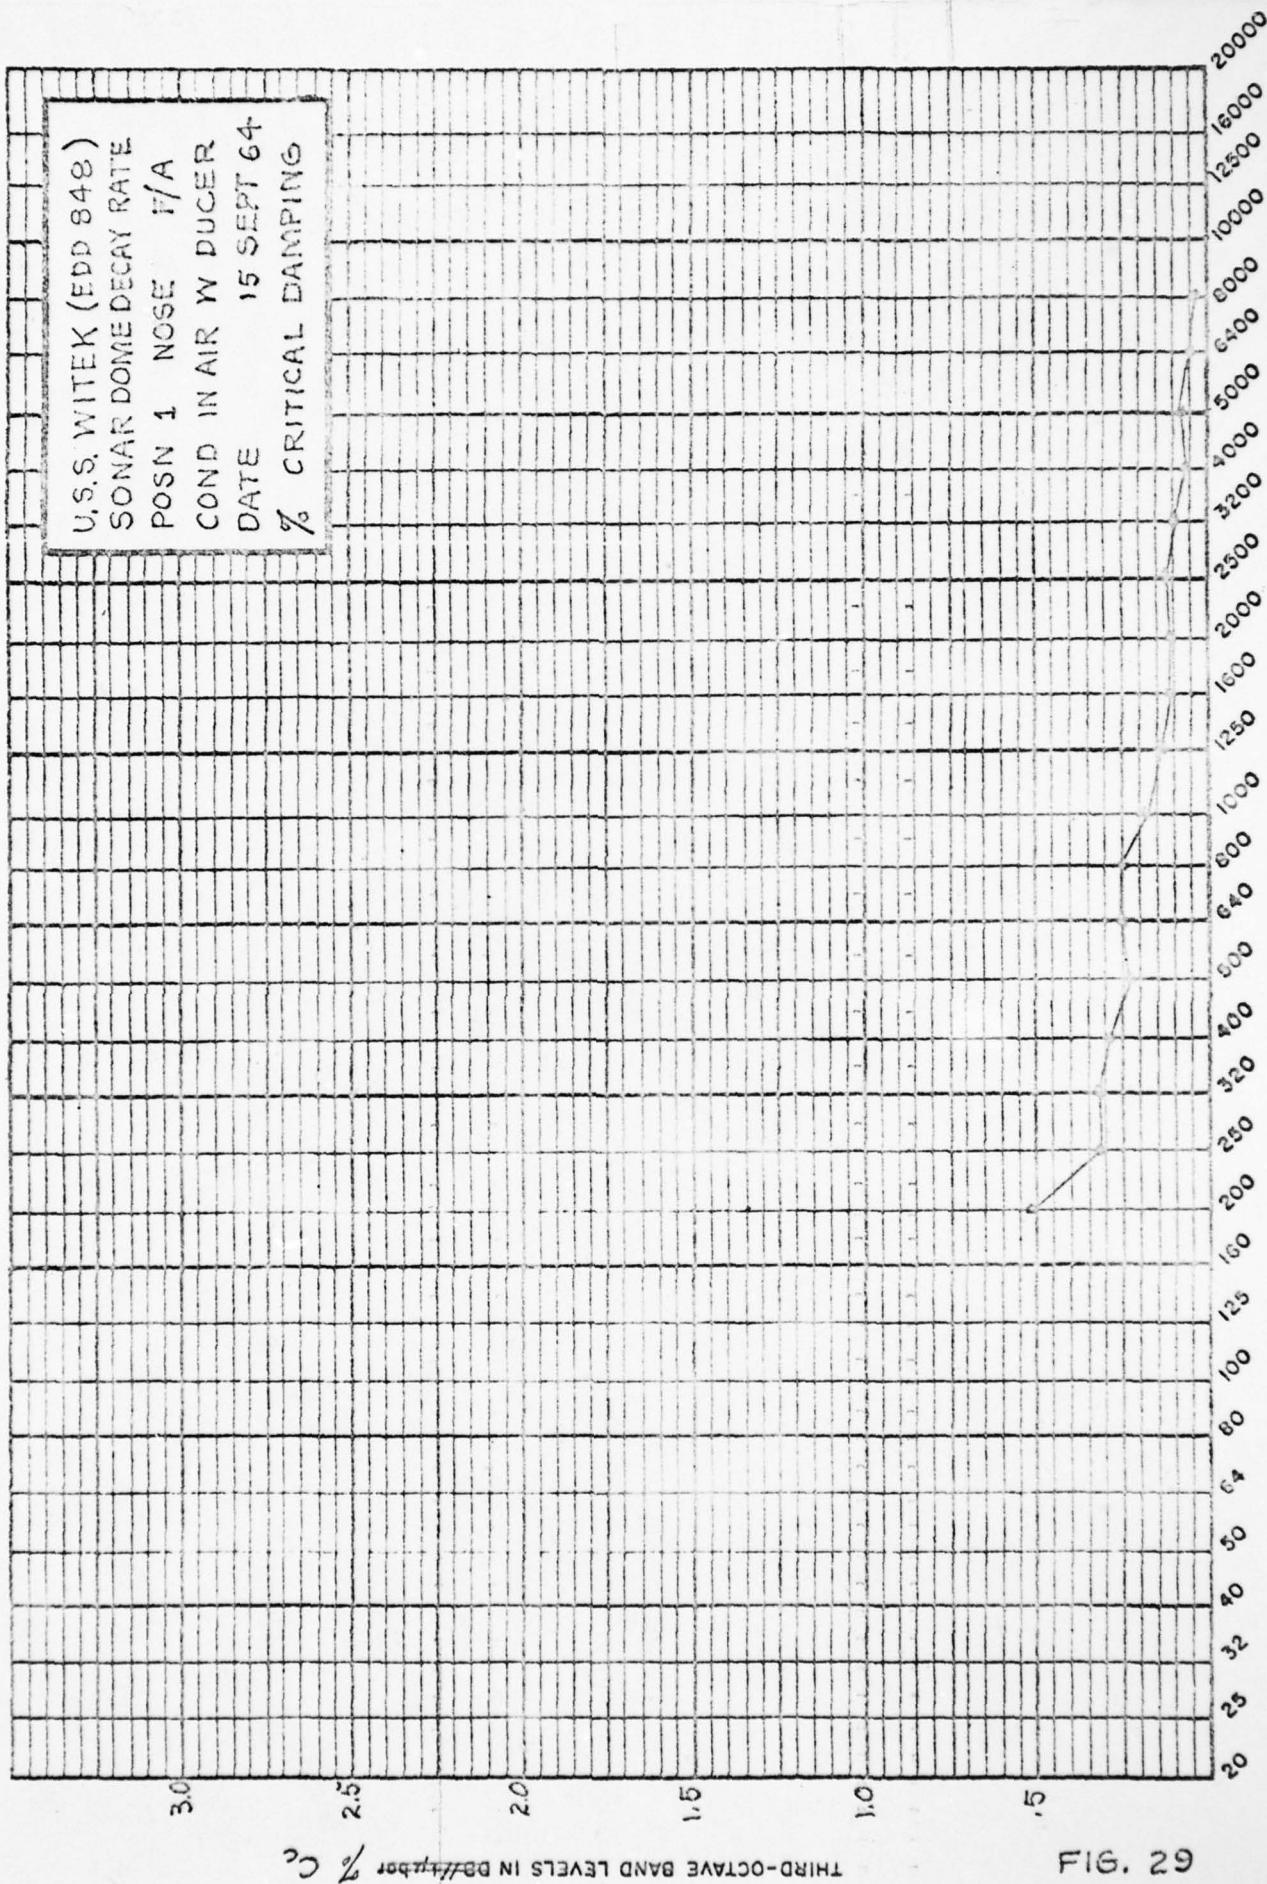 U.S.S. WITEK (EDD 848)
SONAR DOME DECAY RATE
POSN 1 NOSE F/A
COND IN AIR W DUCER
DATE 15 SEPT 64
% CRITICAL DAMPING
THIRD-OCTAVE BAND LEVELS IN DB//1μbar % Cc
3.0
2.5
2.0
1.5
1.0
.5
20 25 32 40 50 64 80 100 125 160 200 250 320 400 500 640 800 1000 1250 1600 2000 2500 3200 4000 5000 6400 8000 10000 12500 16000 20000
FIG. 29